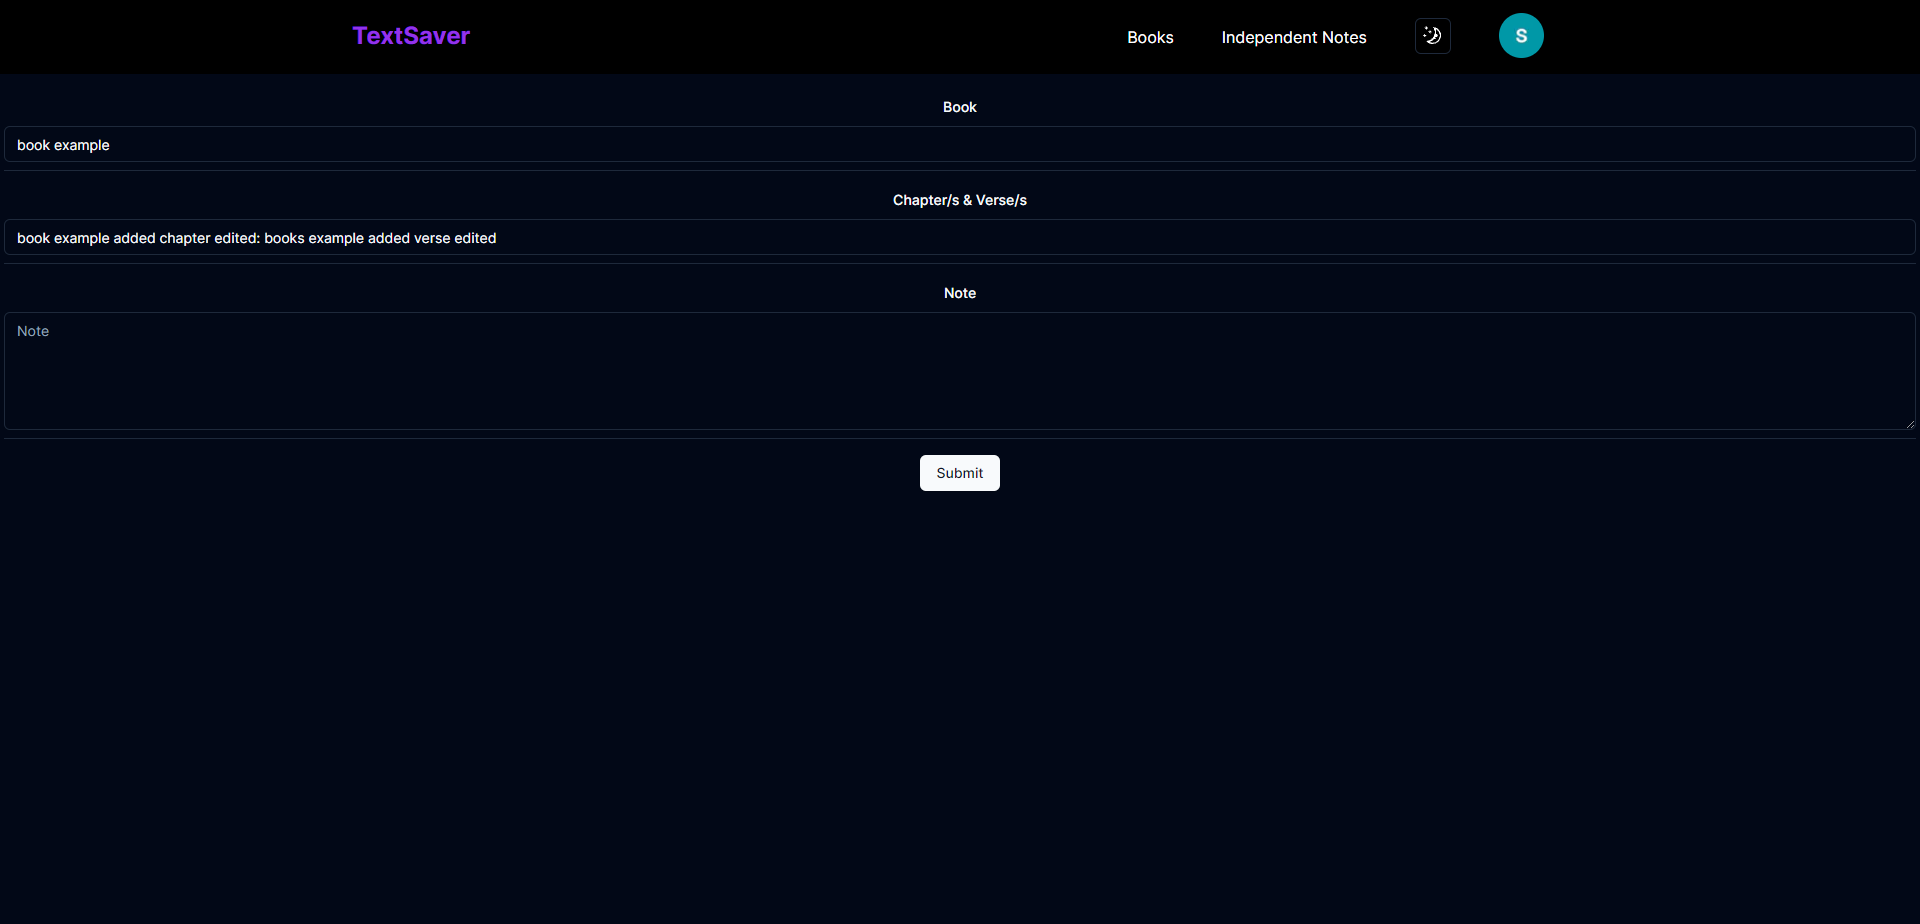 TextSaver
Books
Independent Notes
S
Book
book example
Chapter/s & Verse/s
book example added chapter edited: books example added verse edited
Note
Note
Submit